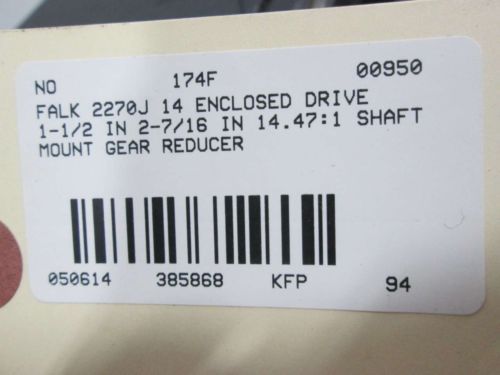 NO 174F 00950
FALK 2270J 14 ENCLOSED DRIVE
1-1/2 IN 2-7/16 IN 14.47:1 SHAFT
MOUNT GEAR REDUCER
050614 385868 KFP 94